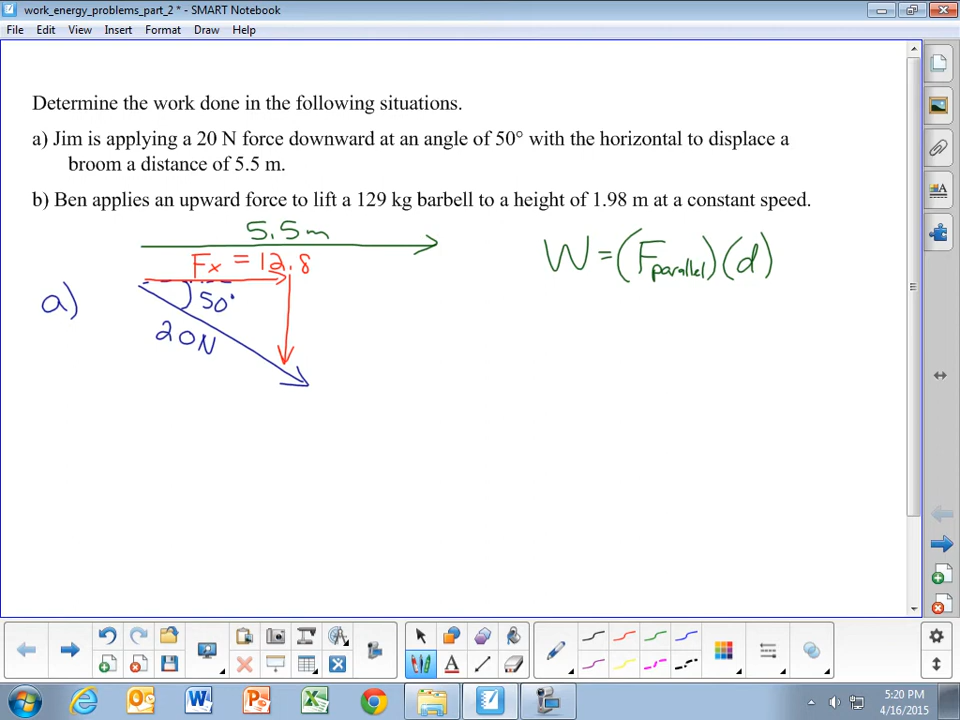 work_energy_problems_part_2 * - SMART Notebook
File Edit View Insert Format Draw Help
Determine the work done in the following situations.
a) Jim is applying a 20 N force downward at an angle of 50° with the horizontal to displace a
broom a distance of 5.5 m.
b) Ben applies an upward force to lift a 129 kg barbell to a height of 1.98 m at a constant speed.
5.5m
W=(Fparallel)(d)
Fx = 12.8
a)
50°
20N
5:20 PM
4/16/2015